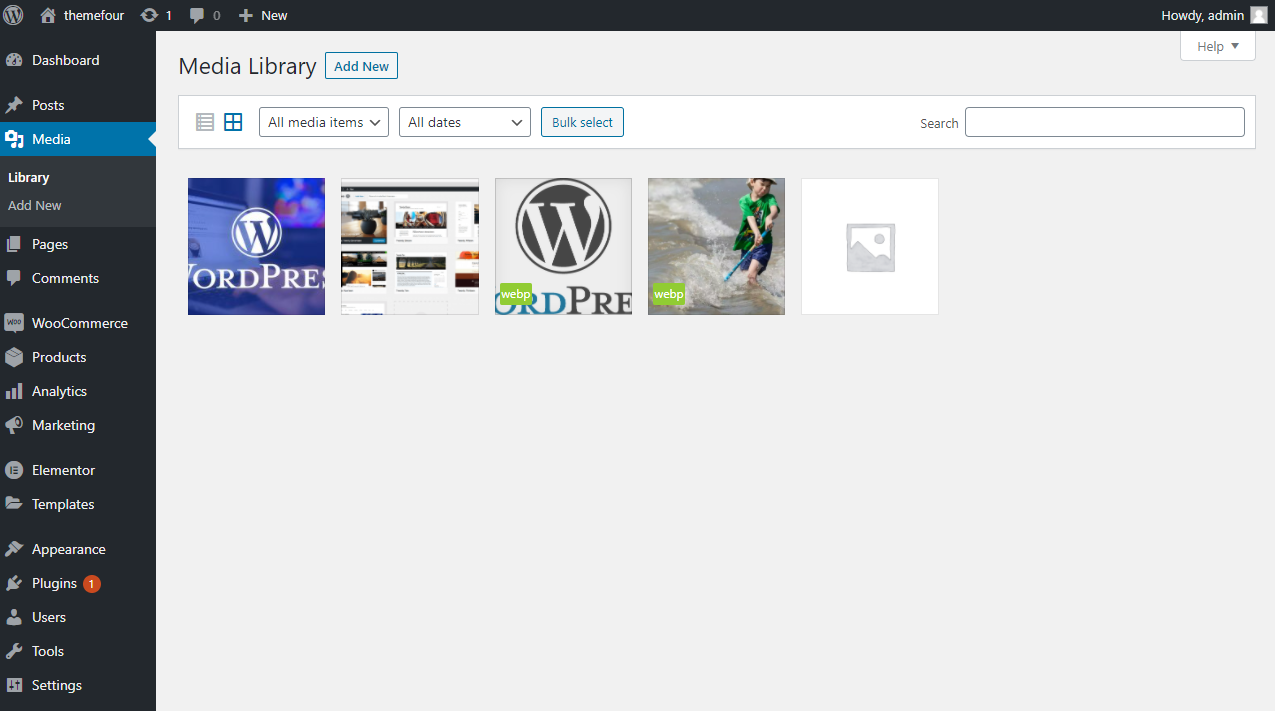 themefour 1 0 New Howdy, admin
Help
Dashboard
Posts
Media
Library
Add New
Pages
Comments
WOO WooCommerce
Products
Analytics
Marketing
Elementor
Templates
Appearance
Plugins 1
Users
Tools
Settings
Media Library Add New
All media items All dates Bulk select Search
WORDPRES
webp
ORDPRE
webp